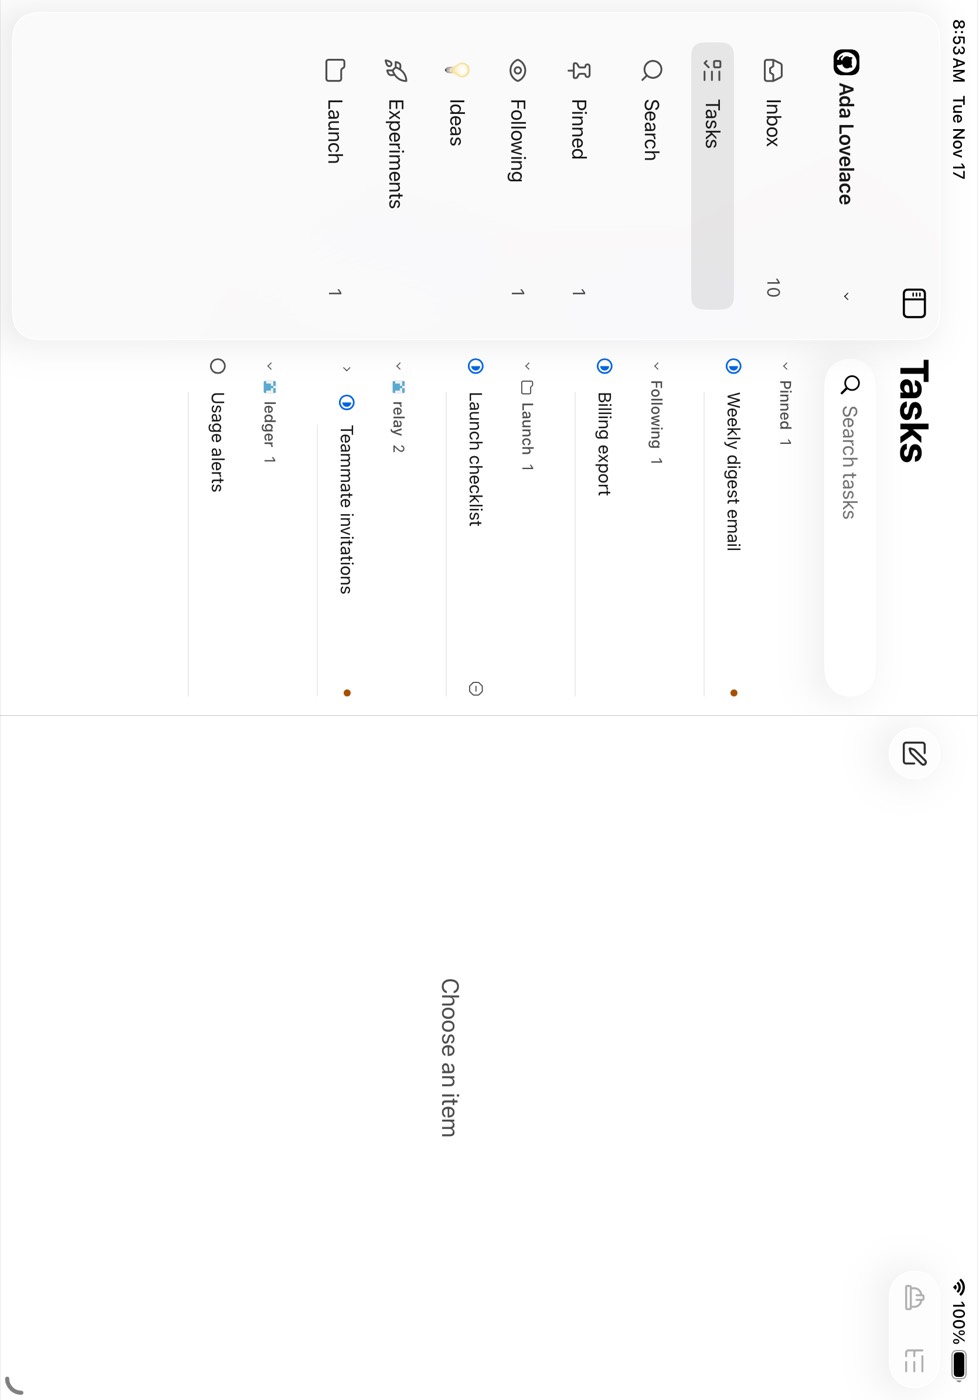 8:53 AM Tue Nov 17
100%
Ada Lovelace
Inbox 10
Tasks
Search
Pinned 1
Following 1
Ideas
Experiments
Launch 1
Tasks
Search tasks
Pinned 1
Weekly digest email
Following 1
Billing export
Launch 1
Launch checklist
relay 2
Teammate invitations
ledger 1
Usage alerts
Choose an item